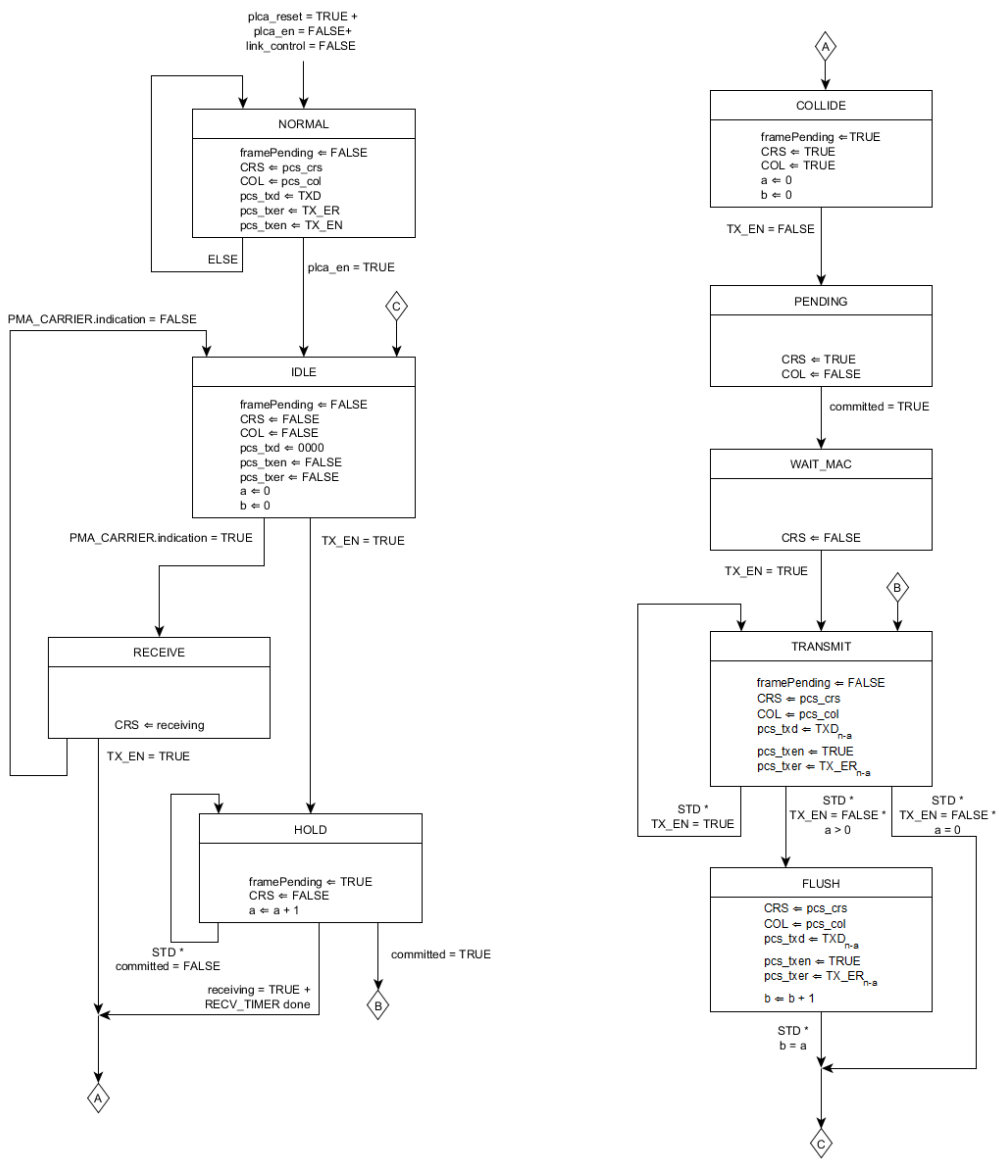 plca_reset = TRUE +
plca_en = FALSE+
link_control = FALSE
NORMAL
framePending ⇐ FALSE
CRS ⇐ pcs_crs
COL ⇐ pcs_col
pcs_txd ⇐ TXD
pcs_txer ⇐ TX_ER
pcs_txen ⇐ TX_EN
ELSE
plca_en = TRUE
C
PMA_CARRIER.indication = FALSE
IDLE
framePending ⇐ FALSE
CRS ⇐ FALSE
COL ⇐ FALSE
pcs_txd ⇐ 0000
pcs_txen ⇐ FALSE
pcs_txer ⇐ FALSE
a ⇐ 0
b ⇐ 0
PMA_CARRIER.indication = TRUE
TX_EN = TRUE
RECEIVE
CRS ⇐ receiving
TX_EN = TRUE
HOLD
framePending ⇐ TRUE
CRS ⇐ FALSE
a ⇐ a + 1
STD *
committed = FALSE
committed = TRUE
receiving = TRUE +
RECV_TIMER done
B
A
A
COLLIDE
framePending ⇐ TRUE
CRS ⇐ TRUE
COL ⇐ TRUE
a ⇐ 0
b ⇐ 0
TX_EN = FALSE
PENDING
CRS ⇐ TRUE
COL ⇐ FALSE
committed = TRUE
WAIT_MAC
CRS ⇐ FALSE
TX_EN = TRUE
B
TRANSMIT
framePending ⇐ FALSE
CRS ⇐ pcs_crs
COL ⇐ pcs_col
pcs_txd ⇐ TXDn-a
pcs_txen ⇐ TRUE
pcs_txer ⇐ TX_ERn-a
STD *
TX_EN = TRUE
STD *
TX_EN = FALSE *
a > 0
STD *
TX_EN = FALSE *
a = 0
FLUSH
CRS ⇐ pcs_crs
COL ⇐ pcs_col
pcs_txd ⇐ TXDn-a
pcs_txen ⇐ TRUE
pcs_txer ⇐ TX_ERn-a
b ⇐ b + 1
STD *
b = a
C